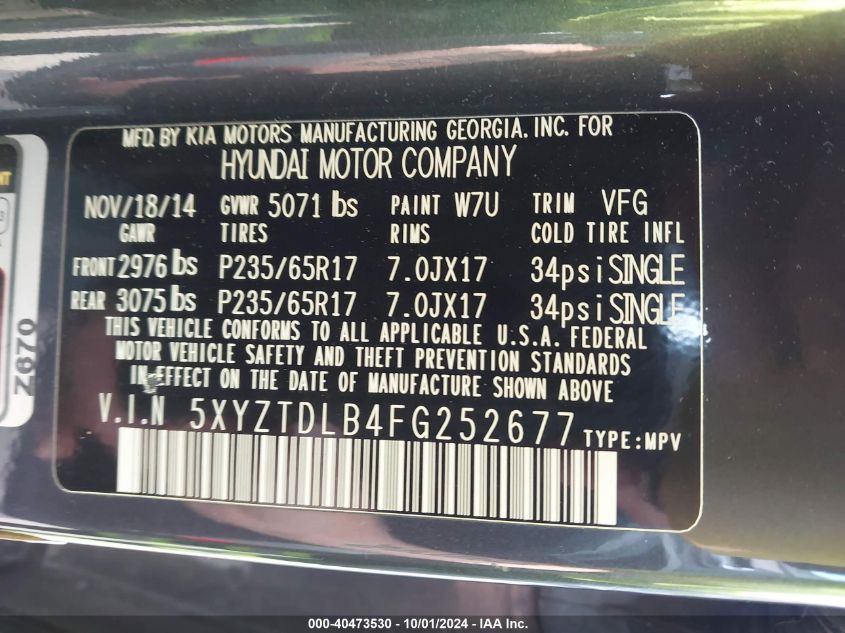 MFD. BY KIA MOTORS MANUFACTURING GEORGIA. INC. FOR
HYUNDAI MOTOR COMPANY
NOV/18/14 GVWR 5071 lbs PAINT W7U TRIM VFG
GAWR TIRES RIMS COLD TIRE INFL
FRONT 2976 lbs P235/65R17 7.0JX17 34psi SINGLE
REAR 3075 lbs P235/65R17 7.0JX17 34psi SINGLE
THIS VEHICLE CONFORMS TO ALL APPLICABLE U.S.A. FEDERAL
MOTOR VEHICLE SAFETY AND THEFT PREVENTION STANDARDS
IN EFFECT ON THE DATE OF MANUFACTURE SHOWN ABOVE
V.I.N 5XYZTDLB4FG252677 TYPE:MPV
Z670
000-40473530 - 10/01/2024 - IAA Inc.